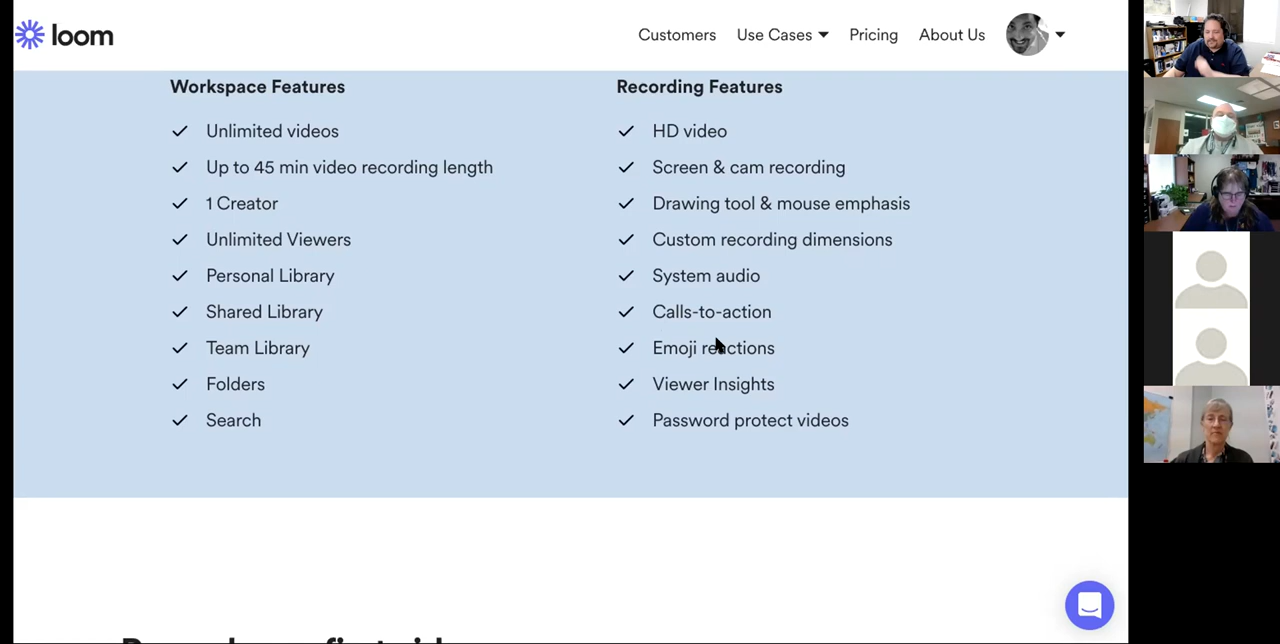 loom
Customers
Use Cases
Pricing
About Us
Workspace Features
Unlimited videos
Up to 45 min video recording length
1 Creator
Unlimited Viewers
Personal Library
Shared Library
Team Library
Folders
Search
Recording Features
HD video
Screen & cam recording
Drawing tool & mouse emphasis
Custom recording dimensions
System audio
Calls-to-action
Emoji reactions
Viewer Insights
Password protect videos